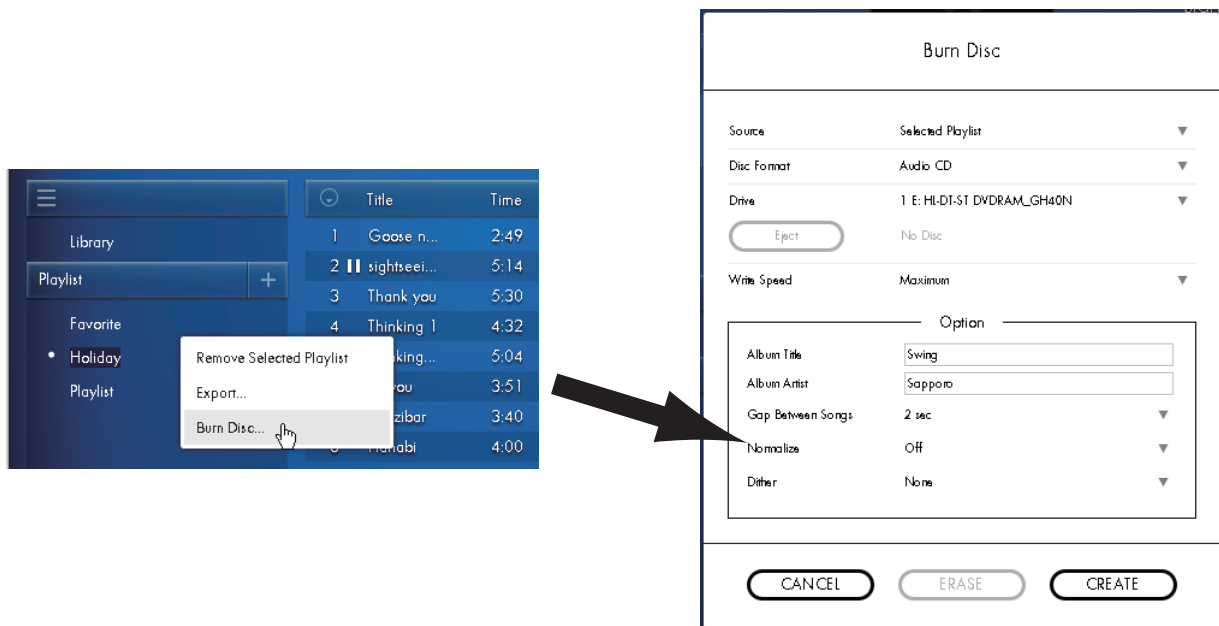 Title Time
Library
1 Goose n... 2:49
Playlist +
2 sightseei... 5:14
3 Thank you 5:30
Favorite
4 Thinking 1 4:32
Holiday
Remove Selected Playlist
king... 5:04
Playlist
Export...
you 3:51
Burn Disc...
zibar 3:40
4:00
Burn Disc
Source Selected Playlist
Disc Format Audio CD
Drive 1 E: HL-DT-ST DVDRAM_GH40N
Eject No Disc
Write Speed Maximum
Option
Album Title Swing
Album Artist Sapporo
Gap Between Songs 2 sec
Normalize Off
Dither None
CANCEL ERASE CREATE